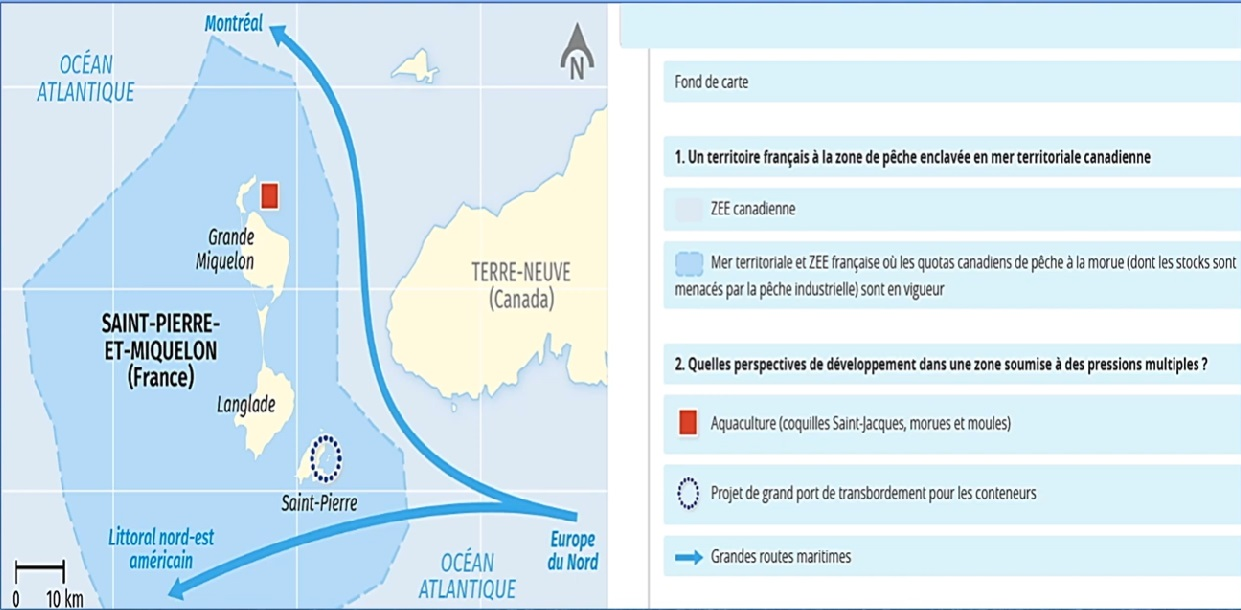 Montréal
OCÉAN
ATLANTIQUE
N
Grande
Miquelon
TERRE-NEUVE
(Canada)
SAINT-PIERRE-
ET-MIQUELON
(France)
Langlade
Saint-Pierre
Littoral nord-est
américain
Europe
du Nord
OCÉAN
ATLANTIQUE
0 10 km
Fond de carte
1. Un territoire français à la zone de pêche enclavée en mer territoriale canadienne
ZEE canadienne
Mer territoriale et ZEE française où les quotas canadiens de pêche à la morue (dont les stocks sont
menacés par la pêche industrielle) sont en vigueur
2. Quelles perspectives de développement dans une zone soumise à des pressions multiples ?
Aquaculture (coquilles Saint-Jacques, morues et moules)
Projet de grand port de transbordement pour les conteneurs
Grandes routes maritimes